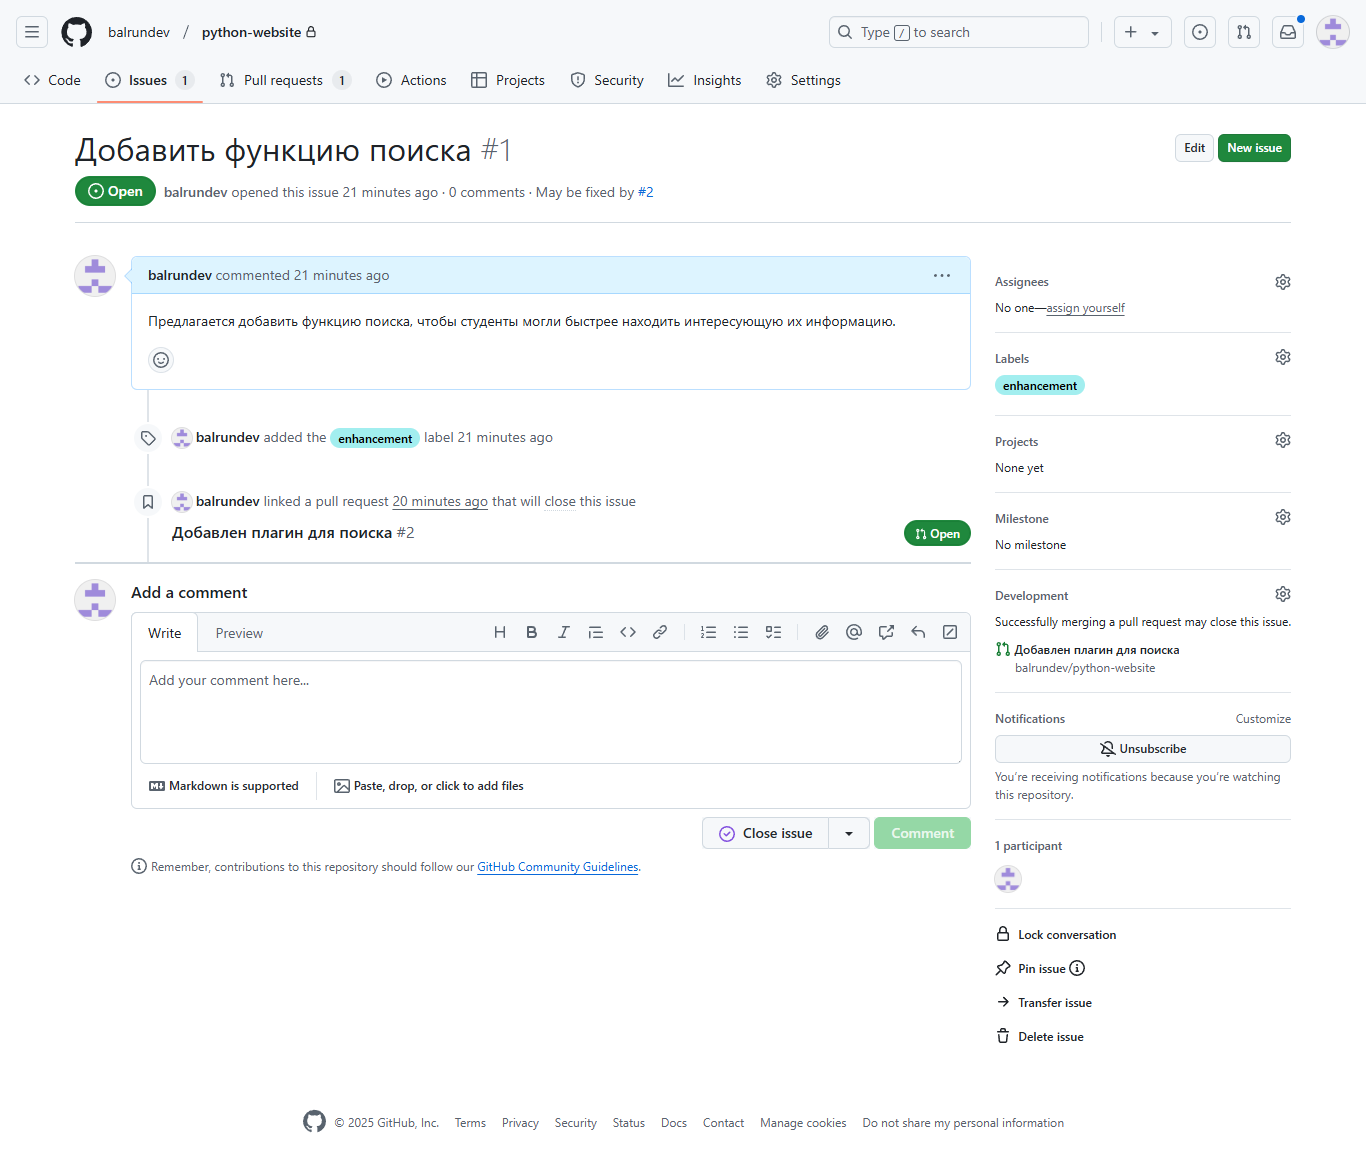 balrundev / python-website
Type / to search
Code
Issues 1
Pull requests 1
Actions
Projects
Security
Insights
Settings
Добавить функцию поиска #1
Edit
New issue
Open
balrundev opened this issue 21 minutes ago · 0 comments · May be fixed by #2
balrundev commented 21 minutes ago
Предлагается добавить функцию поиска, чтобы студенты могли быстрее находить интересующую их информацию.
balrundev added the enhancement label 21 minutes ago
balrundev linked a pull request 20 minutes ago that will close this issue
Добавлен плагин для поиска #2
Open
Add a comment
Write
Preview
Add your comment here...
Markdown is supported
Paste, drop, or click to add files
Close issue
Comment
Remember, contributions to this repository should follow our GitHub Community Guidelines.
Assignees
No one—assign yourself
Labels
enhancement
Projects
None yet
Milestone
No milestone
Development
Successfully merging a pull request may close this issue.
Добавлен плагин для поиска
balrundev/python-website
Notifications
Customize
Unsubscribe
You're receiving notifications because you're watching
this repository.
1 participant
Lock conversation
Pin issue
Transfer issue
Delete issue
© 2025 GitHub, Inc.
Terms
Privacy
Security
Status
Docs
Contact
Manage cookies
Do not share my personal information